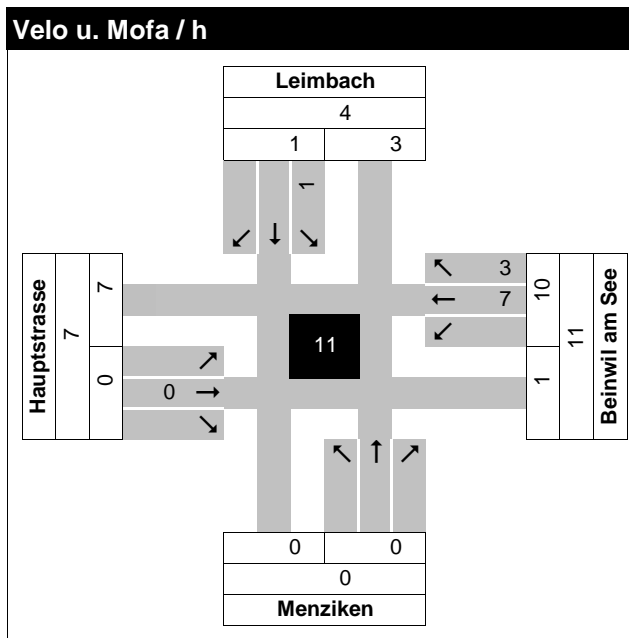 Velo u. Mofa / h
Leimbach
4
1 3
1
↙ ↓ ↘
Hauptstrasse
7
7
0
↗
0 →
↘
11
↖ 3
← 7
↙
10
1
11
Beinwil am See
↖ ↑ ↗
0 0
0
Menziken